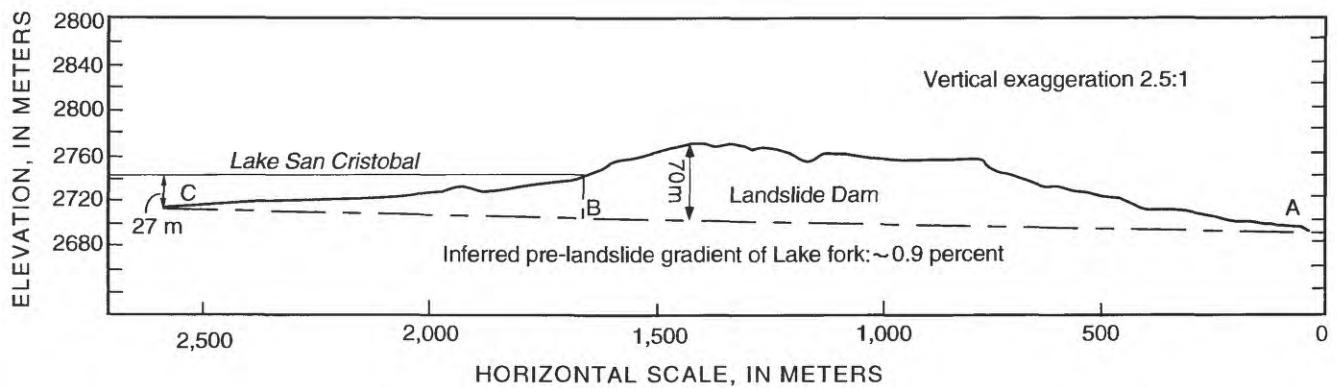 ELEVATION, IN METERS
2800
2840
2800
2760
2720
2680
Vertical exaggeration 2.5:1
Lake San Cristobal
C
27 m
B
70m
Landslide Dam
A
Inferred pre-landslide gradient of Lake fork:~0.9 percent
2,500
2,000
1,500
1,000
500
0
HORIZONTAL SCALE, IN METERS